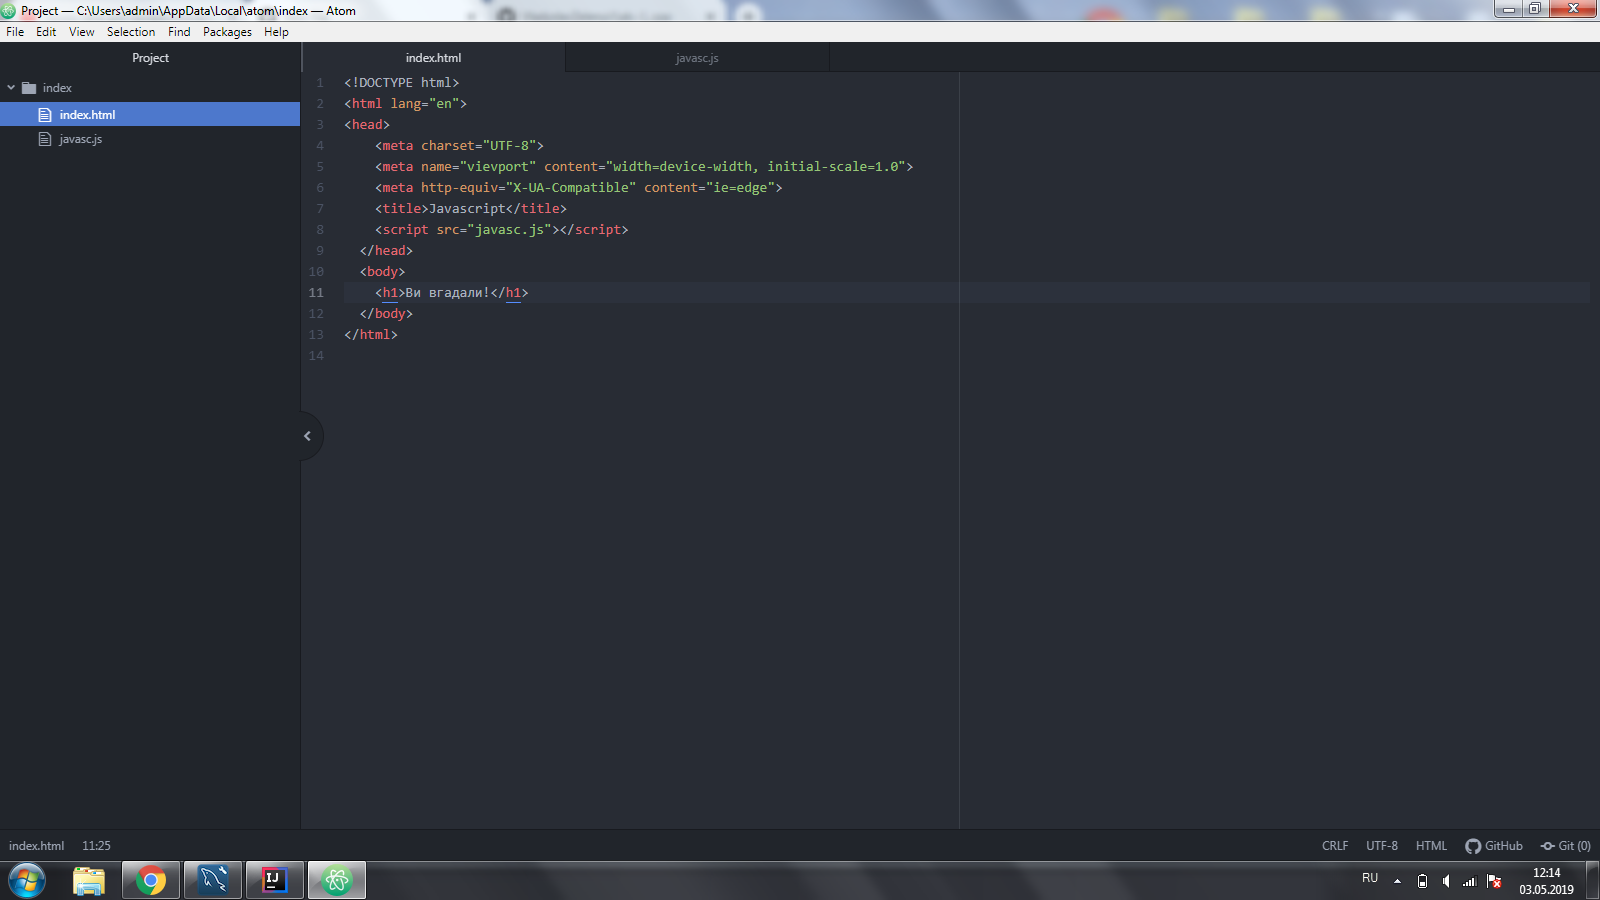 Project — C:\Users\admin\AppData\Local\atom\index — Atom
File Edit View Selection Find Packages Help
Project
index
index.html
javasc.js
index.html javasc.js
1 <!DOCTYPE html>
2 <html lang="en">
3 <head>
4 <meta charset="UTF-8">
5 <meta name="vievport" content="width=device-width, initial-scale=1.0">
6 <meta http-equiv="X-UA-Compatible" content="ie=edge">
7 <title>Javascript</title>
8 <script src="javasc.js"></script>
9 </head>
10 <body>
11 <h1>Ви вгадали!</h1>
12 </body>
13 </html>
14
index.html 11:25 CRLF UTF-8 HTML GitHub Git (0)
IJ
RU 12:14
03.05.2019